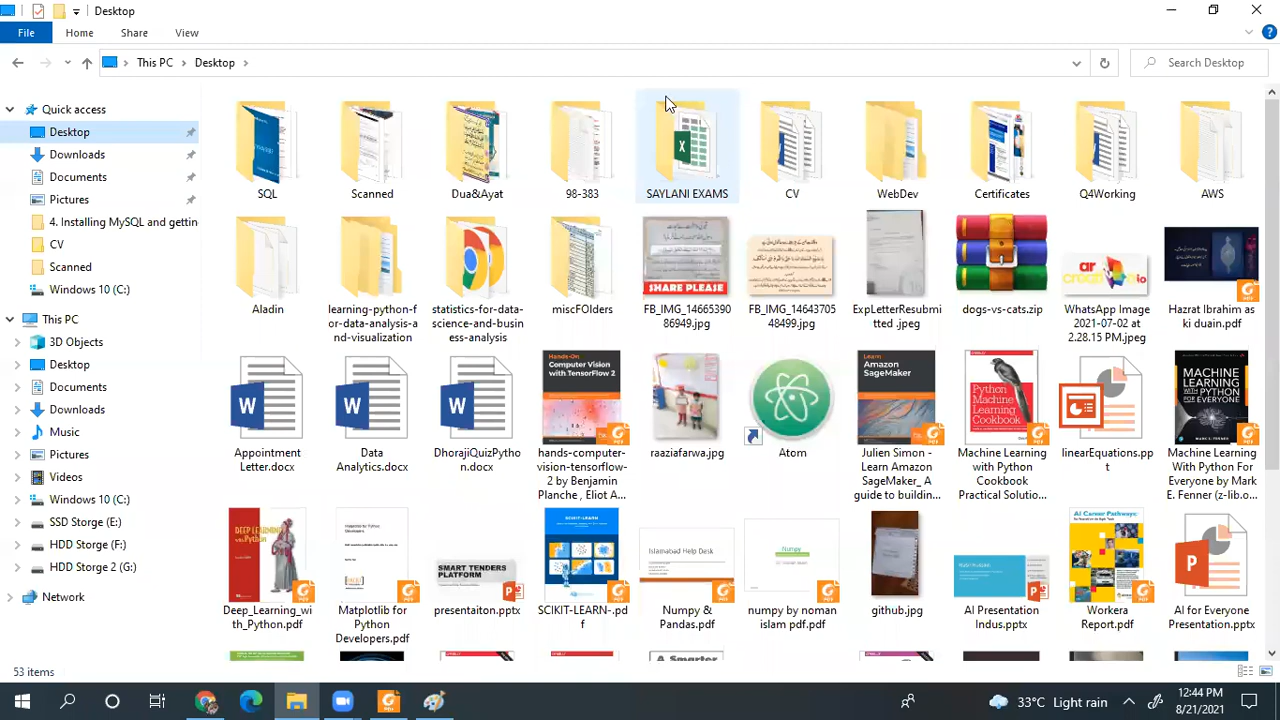 Desktop
File
Home
Share
View
This PC
Desktop
Search Desktop
Quick access
Desktop
Downloads
Documents
Pictures
4. Installing MySQL and getting
CV
Scanned
Windows 10 (C:)
This PC
3D Objects
Desktop
Documents
Downloads
Music
Pictures
Videos
Windows 10 (C:)
SSD Storge (E:)
HDD Storge (F:)
HDD Storge 2 (G:)
Network
SQL
Scanned
Dua&Ayat
98-383
SAYLANI EXAMS
CV
WebDev
Certificates
Q4Working
AWS
SHARE PLEASE
ar
Aladin
learning-python-f
or-data-analysis-a
nd-visualization
statistics-for-data-
science-and-busin
ess-analysis
miscFOlders
FB_IMG_14665390
86949.jpg
FB_IMG_14643705
48499.jpg
ExpLetterResubmi
tted .jpeg
dogs-vs-cats.zip
WhatsApp Image
2021-07-02 at
2.28.15 PM.jpeg
Hazrat Ibrahim as
ki duain.pdf
Hands-On
Computer Vision
with TensorFlow 2
Learn
Amazon
SageMaker
Python
Machine Learning
Cookbook
MACHINE
LEARNING
WITH PYTHON
FOR EVERYONE
Appointment
Letter.docx
Data
Analytics.docx
DhorajiQuizPytho
n.docx
hands-computer-
vision-tensorflow-
2 by Benjamin
Planche , Eliot A...
raaziafarwa.jpg
Atom
Julien Simon -
Learn Amazon
SageMaker_ A
guide to buildin...
Machine Learning
with Python
Cookbook
Practical Solutio...
linearEquations.pp
t
Machine Learning
With Python For
Everyone by Mark
E. Fenner (z-lib.o...
DEEP LEARNING
with Python
SMART TENDERS
PLATFORM
SCIKIT-LEARN
Islamabad Help Desk
Numpy
AI Career Pathways:
Deep_Learning_wi
th_Python.pdf
Matplotlib for
Python
Developers.pdf
presentaiton.pptx
SCIKIT-LEARN-.pd
f
Numpy &
Pandas.pdf
numpy by noman
islam pdf.pdf
github.jpg
AI Presentation
Indus.pptx
Workera
Report.pdf
AI for Everyone
Presentation.pptx
A Smarter
53 items
33°C Light rain
12:44 PM
8/21/2021